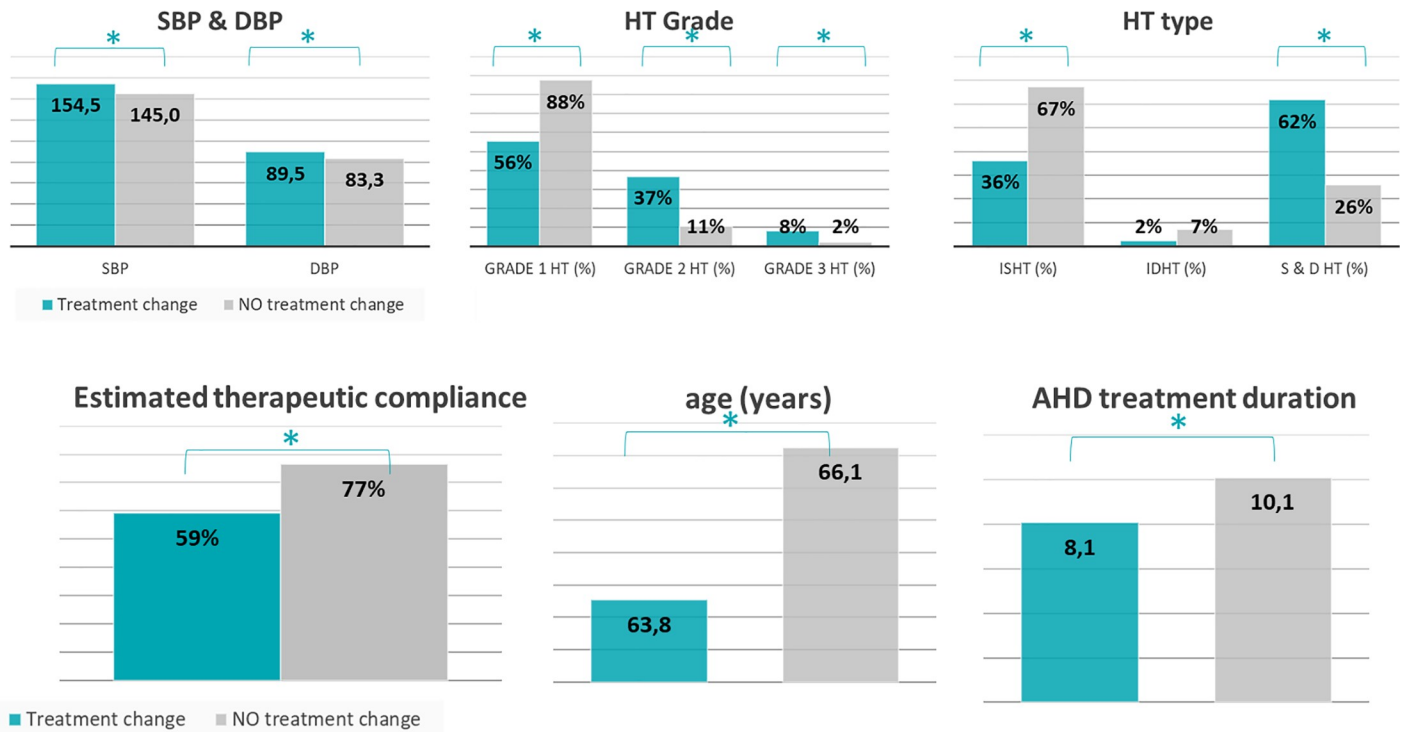 SBP & DBP
*
*
154,5
145,0
89,5
83,3
SBP
DBP
Treatment change
NO treatment change
HT Grade
*
*
*
56%
88%
37%
11%
8%
2%
GRADE 1 HT (%)
GRADE 2 HT (%)
GRADE 3 HT (%)
HT type
*
*
36%
67%
2%
7%
62%
26%
ISHT (%)
IDHT (%)
S & D HT (%)
Estimated therapeutic compliance
*
59%
77%
Treatment change
NO treatment change
age (years)
*
63,8
66,1
AHD treatment duration
*
8,1
10,1